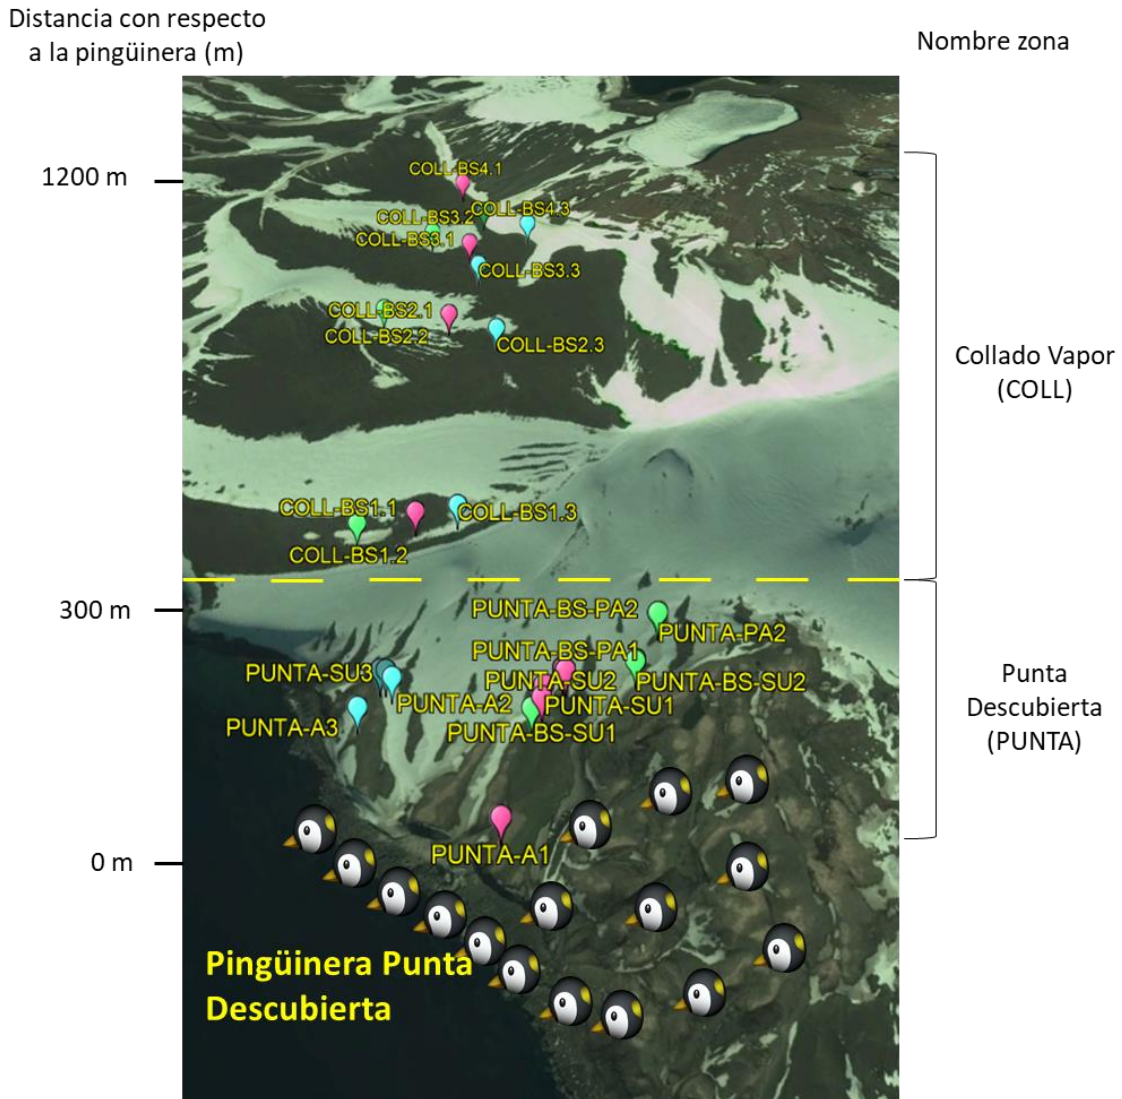 Distancia con respecto
a la pingüinera (m)
Nombre zona
1200 m
COLL-BS4.1
COLL-BS4.3
COLL-BS3.2
COLL-BS3.1
COLL-BS3.3
COLL-BS2.1
COLL-BS2.2
COLL-BS2.3
Collado Vapor
(COLL)
COLL-BS1.1
COLL-BS1.3
COLL-BS1.2
300 m
PUNTA-BS-PA2
PUNTA-PA2
PUNTA-BS-PA1
PUNTA-SU3
PUNTA-SU2
PUNTA-BS-SU2
PUNTA-A2
PUNTA-SU1
PUNTA-A3
PUNTA-BS-SU1
Punta
Descubierta
(PUNTA)
PUNTA-A1
0 m
Pingüinera Punta
Descubierta